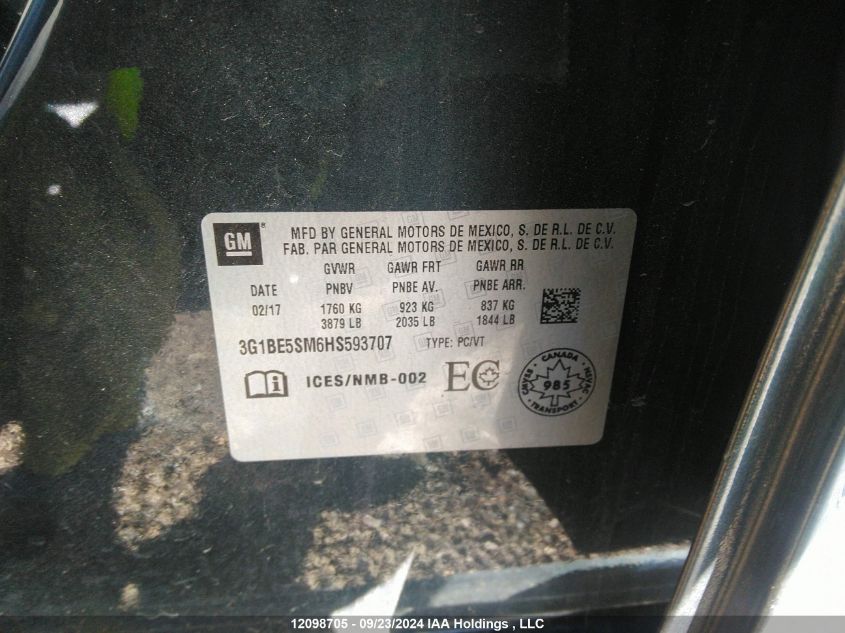 GM ®
MFD BY GENERAL MOTORS DE MEXICO, S. DE R.L. DE C.V.
FAB. PAR GENERAL MOTORS DE MEXICO, S. DE R.L. DE C.V.
GVWR GAWR FRT GAWR RR
DATE PNBV PNBE AV. PNBE ARR.
02/17 1760 KG 923 KG 837 KG
3879 LB 2035 LB 1844 LB
3G1BE5SM6HS593707 TYPE: PC/VT
i ICES/NMB-002 EC
CANADA
SVMC 985 NVSMC
TRANSPORT
12098705 - 09/23/2024 IAA Holdings , LLC